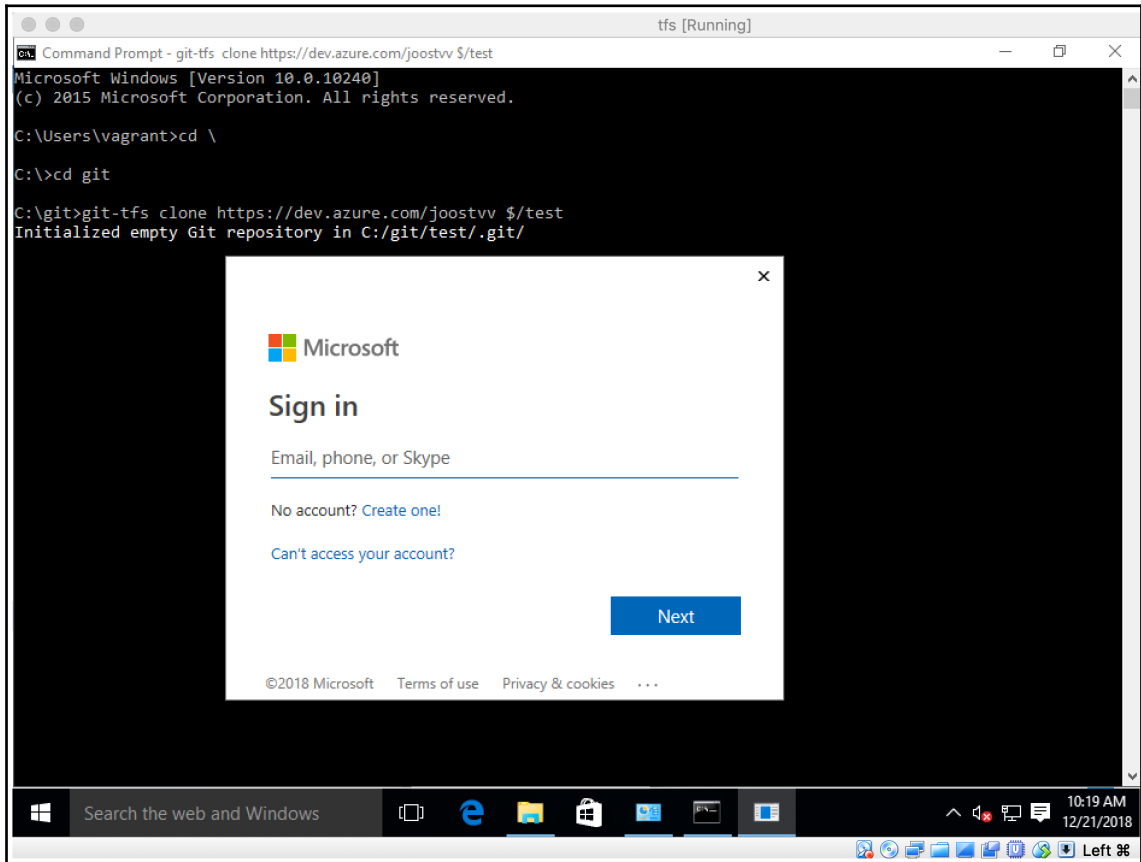 tfs [Running]
Command Prompt - git-tfs clone https://dev.azure.com/joostvv $/test
Microsoft Windows [Version 10.0.10240]
(c) 2015 Microsoft Corporation. All rights reserved.
C:\Users\vagrant>cd \
C:\>cd git
C:\git>git-tfs clone https://dev.azure.com/joostvv $/test
Initialized empty Git repository in C:/git/test/.git/
Microsoft
Sign in
Email, phone, or Skype
No account? Create one!
Can't access your account?
Next
©2018 Microsoft Terms of use Privacy & cookies ...
Search the web and Windows
10:19 AM
12/21/2018
Left ⌘